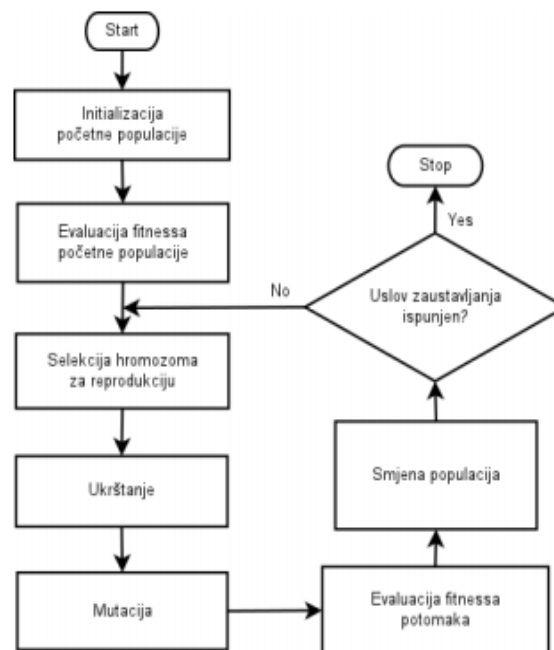 Start
Initializacija
početne populacije
Evaluacija fitnessa
početne populacije
Selekcija hromozoma
za reprodukciju
Ukrštanje
Mutacija
Evaluacija fitnessa
potomaka
Smjena populacija
Uslov zaustavljanja
ispunjen?
No
Yes
Stop